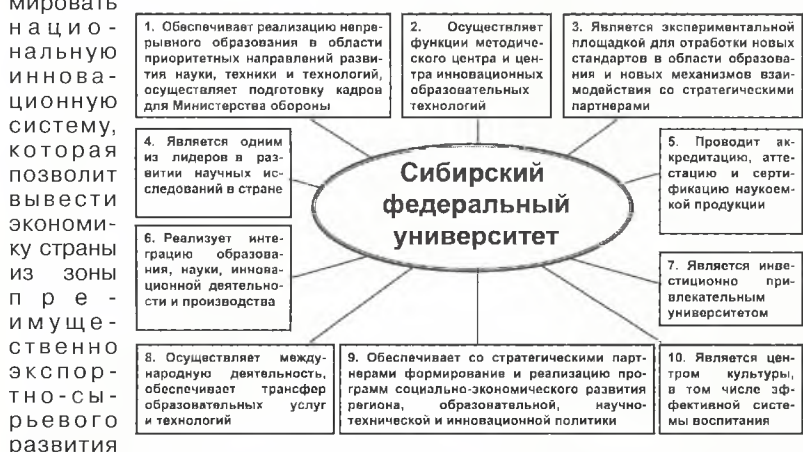 мировать
нацио-
нальную
иннова-
ционную
систему,
которая
позволит
вывести
экономи-
ку страны
из зоны
пре-
имуще-
ственно
экспор-
тно-сы-
рьевого
развития
1. Обеспечивает реализацию непре-
рывного образования в области
приоритетных направлений разви-
тия науки, техники и технологий,
осуществляет подготовку кадров
для Министерства обороны
2. Осуществляет
функции методиче-
ского центра и цен-
тра инновационных
образовательных
технологий
3. Является экспериментальной
площадкой для отработки новых
стандартов в области образова-
ния и новых механизмов взаи-
модействия со стратегическими
партнерами
4. Является одним
из лидеров в раз-
витии научных ис-
следований в стране
Сибирский
федеральный
университет
5. Проводит ак-
кредитацию, атте-
стацию и серти-
фикацию наукоем-
кой продукции
6. Реализует инте-
грацию образова-
ния, науки, иннова-
ционной деятельно-
сти и производства
7. Является инве-
стиционно при-
влекательным
университетом
8. Осуществляет между-
народную деятельность,
обеспечивает трансфер
образовательных услуг
и технологий
9. Обеспечивает со стратегическими парт-
нерами формирование и реализацию про-
грамм социально-экономического развития
региона, образовательной, научно-
технической и инновационной политики
10. Является цен-
тром культуры,
в том числе эф-
фективной систе-
мы воспитания